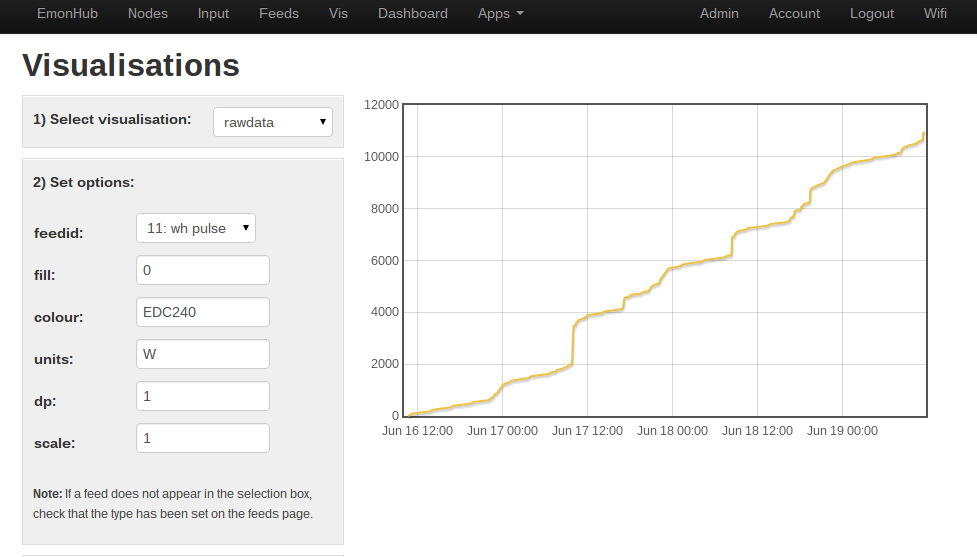 EmonHub Nodes Input Feeds Vis Dashboard Apps Admin Account Logout Wifi
Visualisations
1) Select visualisation: rawdata
2) Set options:
feedid: 11: wh pulse
fill: 0
colour: EDC240
units: W
dp: 1
scale: 1
Note: If a feed does not appear in the selection box,
check that the type has been set on the feeds page.
12000
10000
8000
6000
4000
2000
0
Jun 16 12:00 Jun 17 00:00 Jun 17 12:00 Jun 18 00:00 Jun 18 12:00 Jun 19 00:00